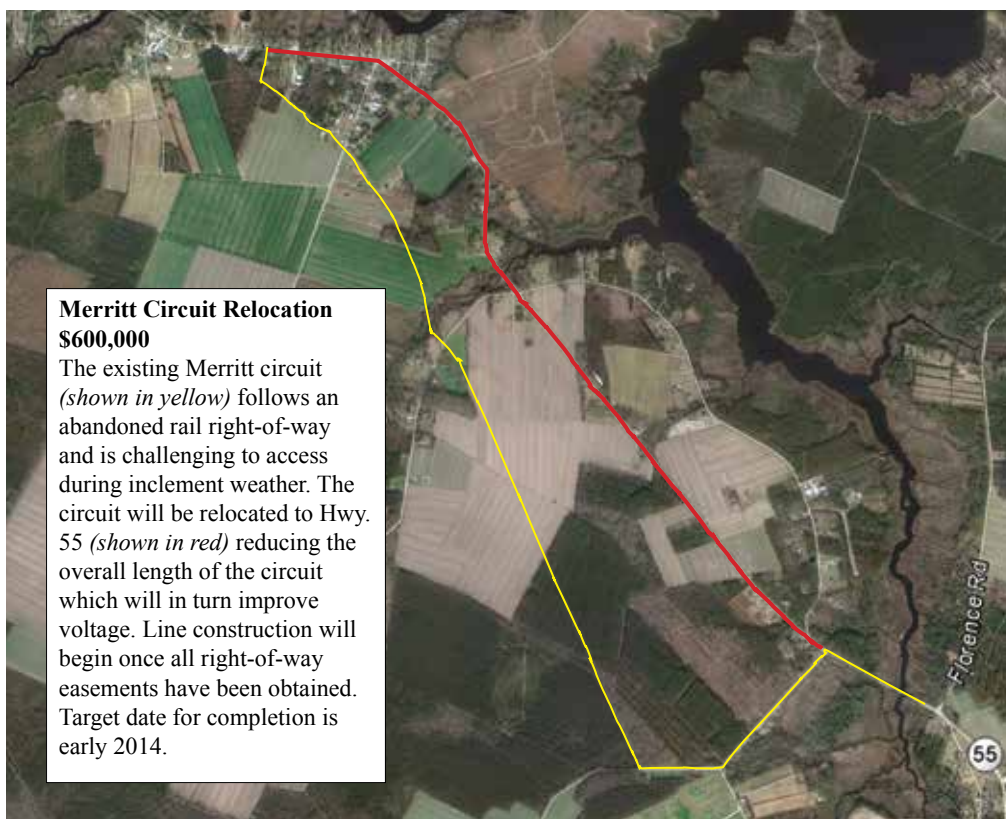 Merritt Circuit Relocation
$600,000
The existing Merritt circuit
(shown in yellow) follows an
abandoned rail right-of-way
and is challenging to access
during inclement weather. The
circuit will be relocated to Hwy.
55 (shown in red) reducing the
overall length of the circuit
which will in turn improve
voltage. Line construction will
begin once all right-of-way
easements have been obtained.
Target date for completion is
early 2014.
Florence Rd
55